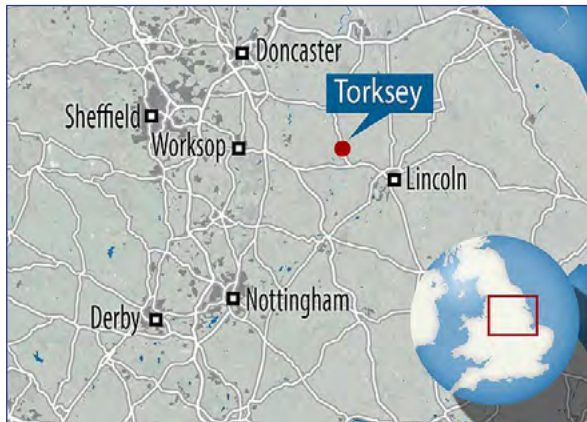 Doncaster
Torksey
Sheffield
Worksop
Lincoln
Nottingham
Derby